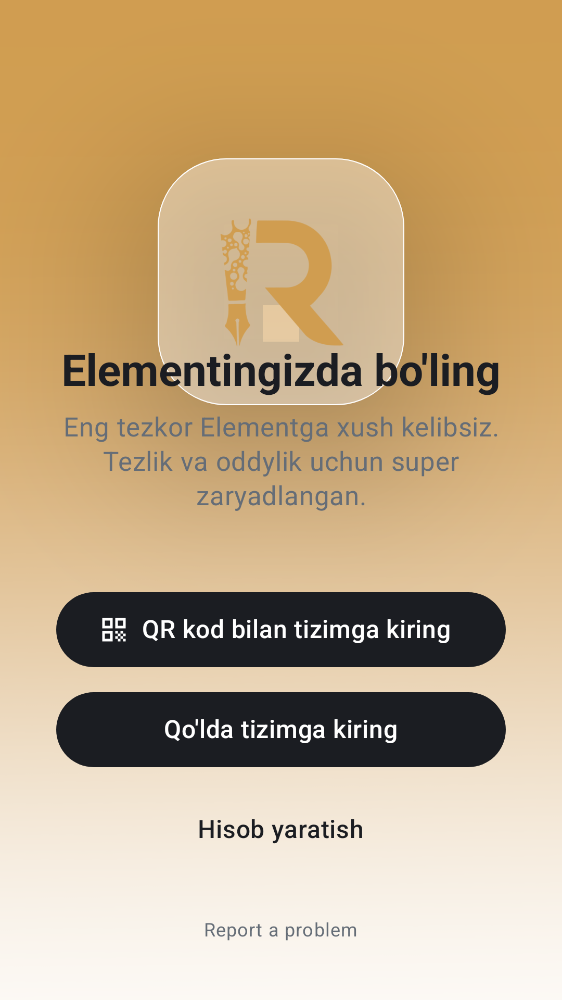 R
Elementingizda bo'ling
Eng tezkor Elementga xush kelibsiz.
Tezlik va oddylik uchun super
zaryadlangan.
QR kod bilan tizimga kiring
Qo'lda tizimga kiring
Hisob yaratish
Report a problem